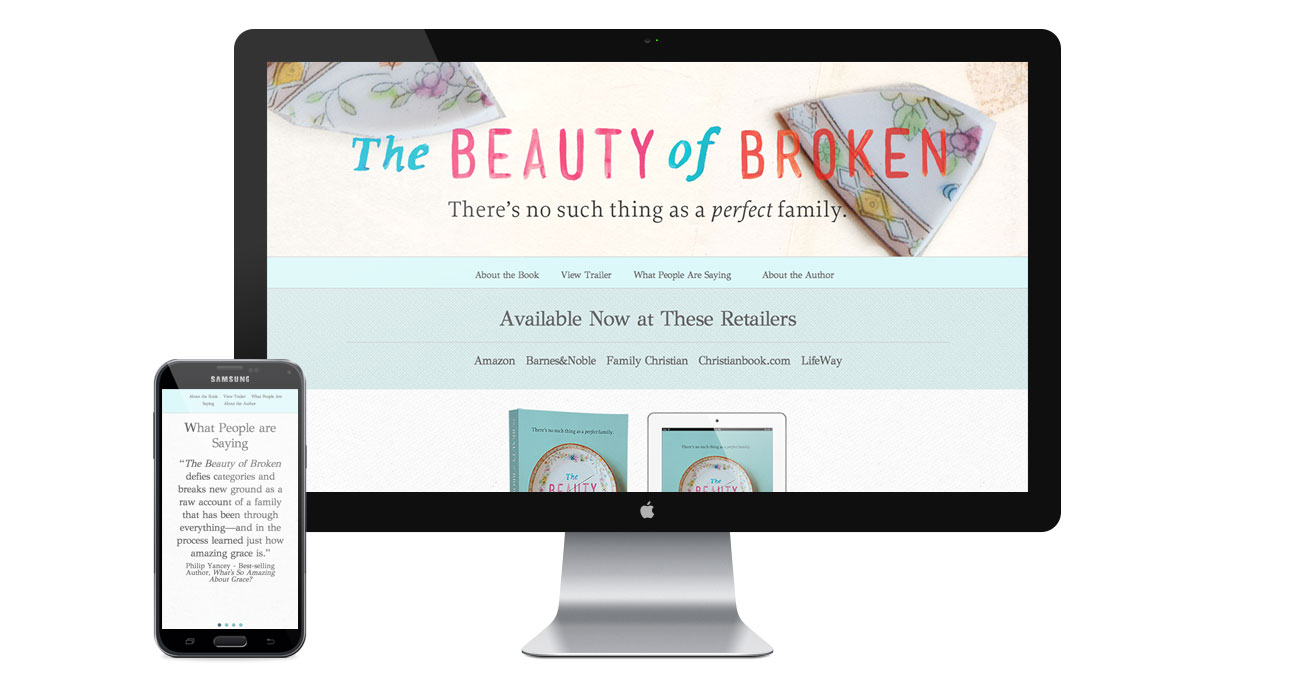 The BEAUTY of BROKEN
There's no such thing as a perfect family.
About the Book View Trailer What People Are Saying About the Author
Available Now at These Retailers
Amazon Barnes&Noble Family Christian Christianbook.com LifeWay
There's no such thing as a perfect family.
The
BEAUTY
There's no such thing as a perfect family.
The
BEAUTY
SAMSUNG
About the Book View Trailer What People Are
Saying About the Author
What People are
Saying
“The Beauty of Broken
defies categories and
breaks new ground as a
raw account of a family
that has been through
everything—and in the
process learned just how
amazing grace is.”
Philip Yancey - Best-selling
Author, What's So Amazing
About Grace?